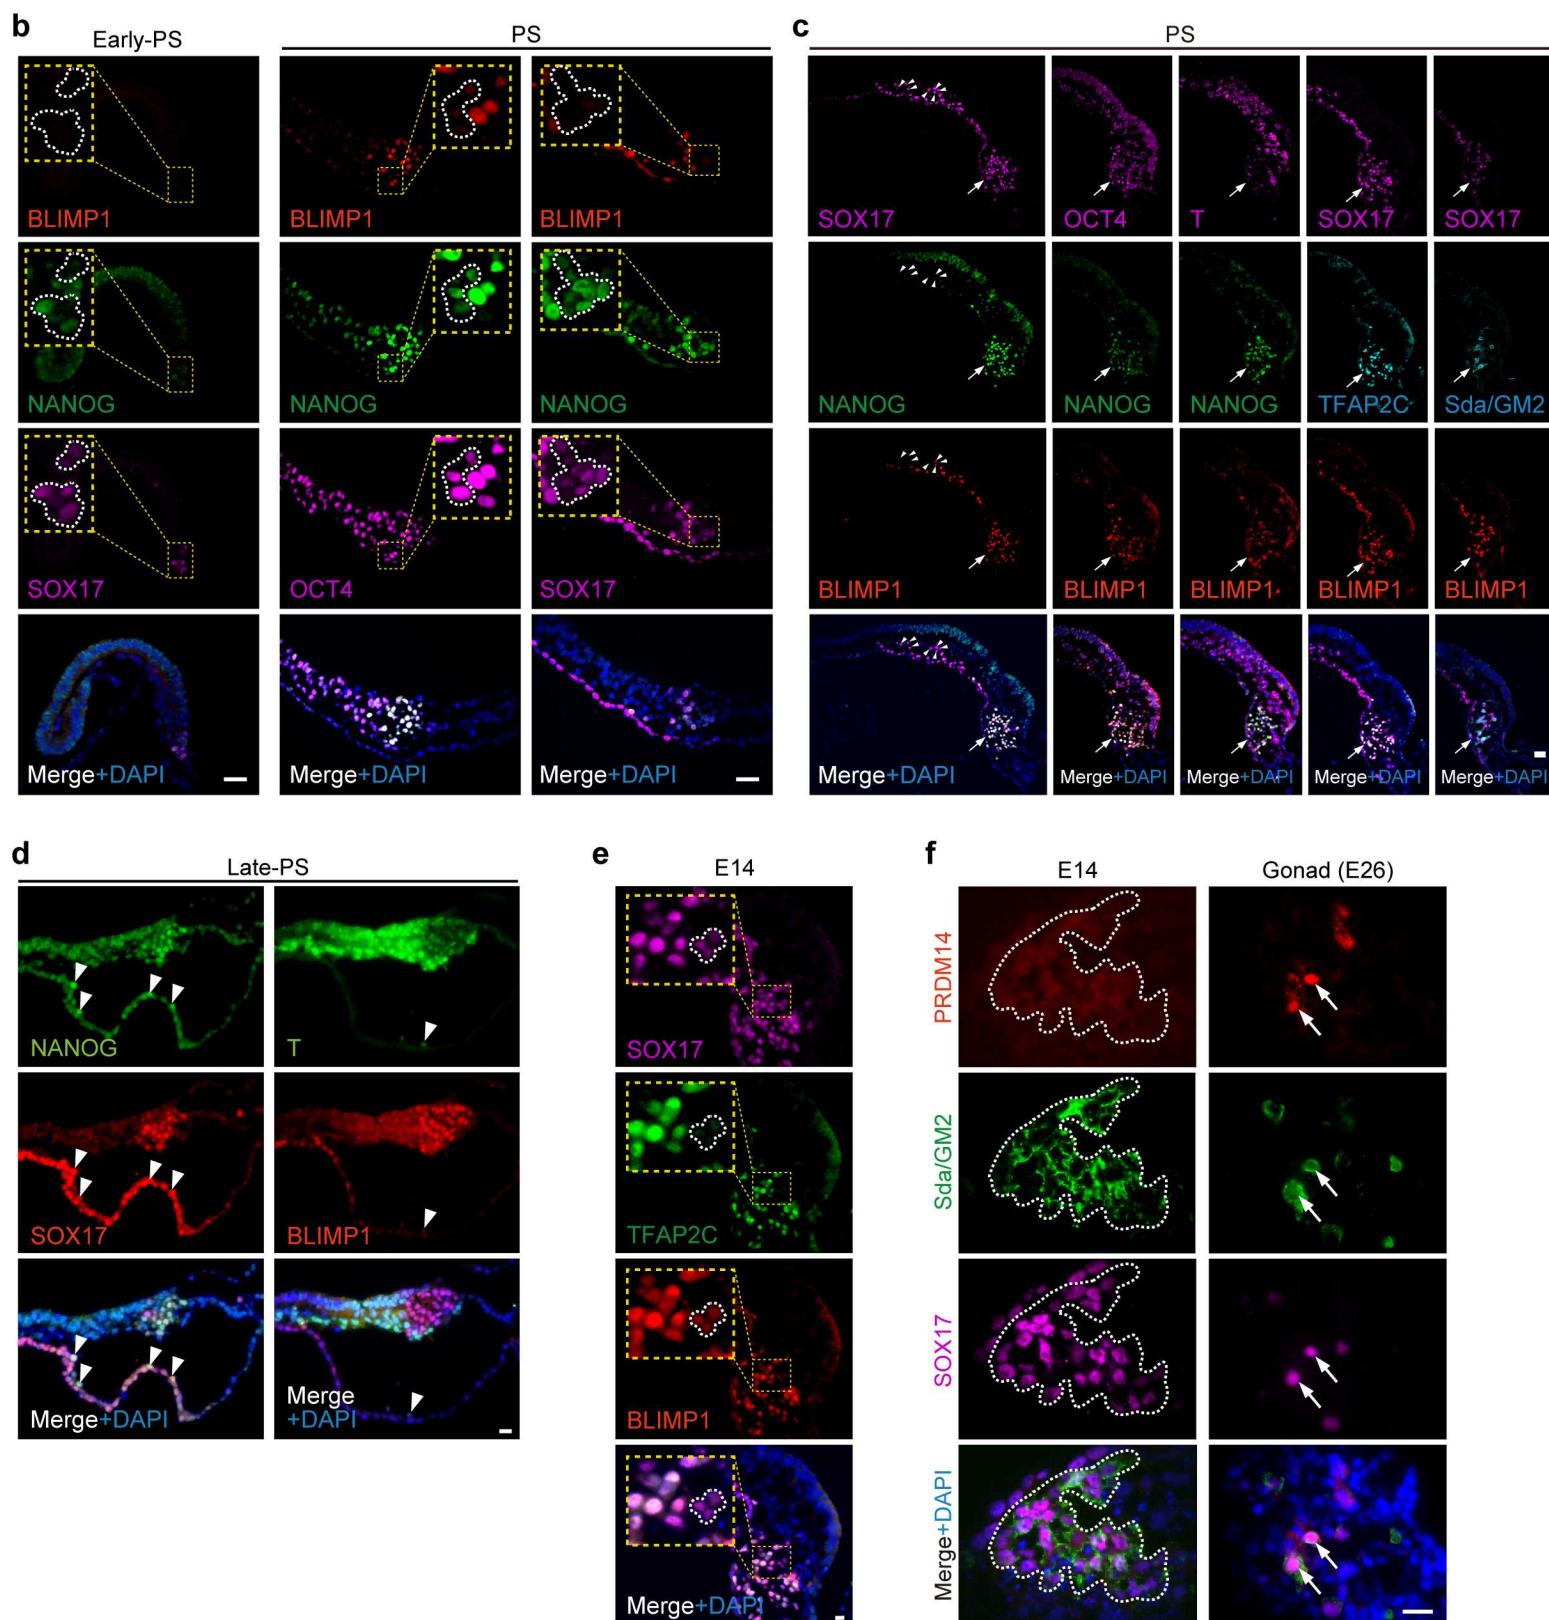 b
Early-PS
PS
BLIMP1
BLIMP1
BLIMP1
NANOG
NANOG
NANOG
SOX17
OCT4
SOX17
Merge+DAPI
Merge+DAPI
Merge+DAPI
c
PS
SOX17
OCT4
T
SOX17
SOX17
NANOG
NANOG
NANOG
TFAP2C
Sda/GM2
BLIMP1
BLIMP1
BLIMP1
BLIMP1
BLIMP1
Merge+DAPI
Merge+DAPI
Merge+DAPI
Merge+DAPI
Merge+DAPI
d
Late-PS
NANOG
T
SOX17
BLIMP1
Merge+DAPI
Merge
+DAPI
e
E14
SOX17
TFAP2C
BLIMP1
Merge+DAPI
f
E14
Gonad (E26)
PRDM14
Sda/GM2
SOX17
Merge+DAPI